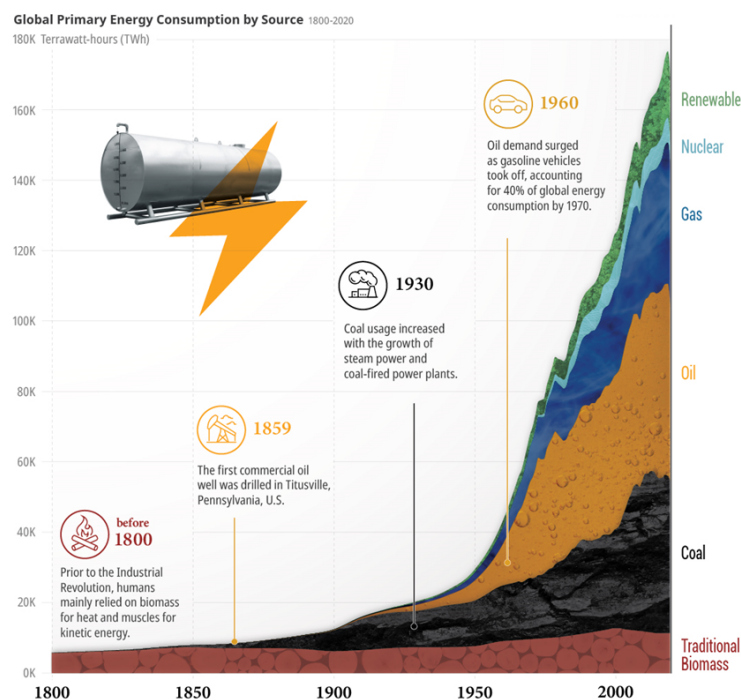 Global Primary Energy Consumption by Source 1800-2020
180K Terrawatt-hours (TWh)
160K
140K
120K
100K
80K
60K
40K
20K
0K
1960
Oil demand surged
as gasoline vehicles
took off, accounting
for 40% of global energy
consumption by 1970.
1930
Coal usage increased
with the growth of
steam power and
coal-fired power plants.
1859
The first commercial oil
well was drilled in Titusville,
Pennsylvania, U.S.
before
1800
Prior to the Industrial
Revolution, humans
mainly relied on biomass
for heat and muscles for
kinetic energy.
Renewable
Nuclear
Gas
Oil
Coal
Traditional
Biomass
1800
1850
1900
1950
2000